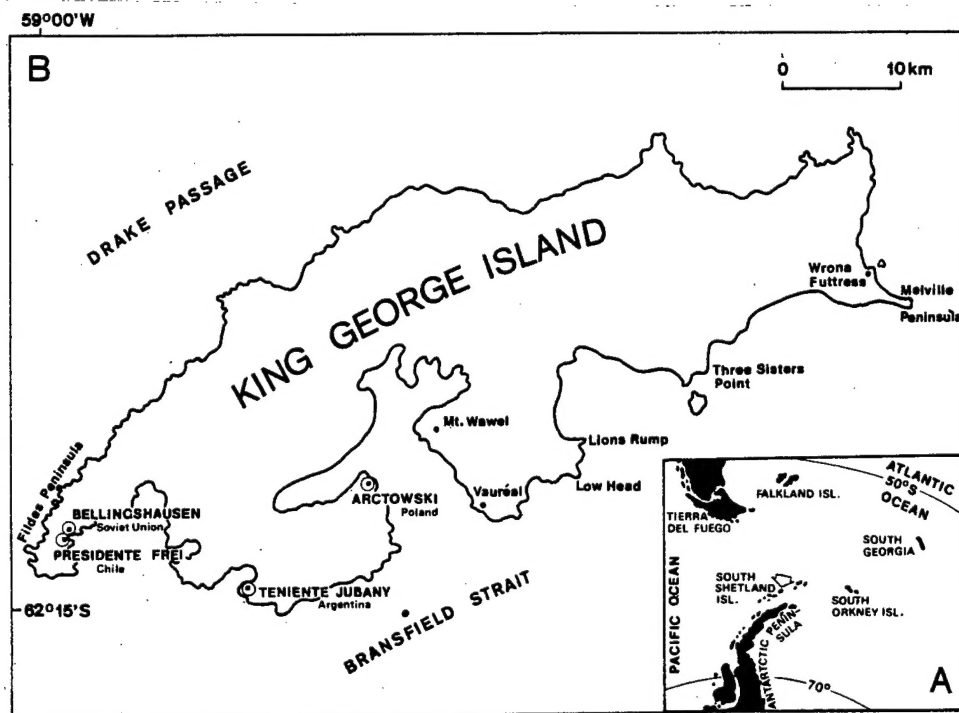 59°00'W
B
0 10 km
DRAKE PASSAGE
KING GEORGE ISLAND
Wrona
Futtress
Melville
Peninsula
Three Sisters
Point
Mt. Wawel
Lions Rump
Low Head
Vauréal
ARCTOWSKI
Poland
Fildes Peninsula
BELLINGSHAUSEN
Soviet Union
PRESIDENTE FREI
Chile
TENIENTE JUBANY
Argentina
62°15'S
BRANSFIELD STRAIT
ATLANTIC
50°S
OCEAN
FALKLAND ISL.
TIERRA
DEL FUEGO
SOUTH
GEORGIA
PACIFIC OCEAN
SOUTH
SHETLAND
ISL.
SOUTH
ORKNEY ISL.
ANTARTCTIC PENIN-
SULA
70°
A